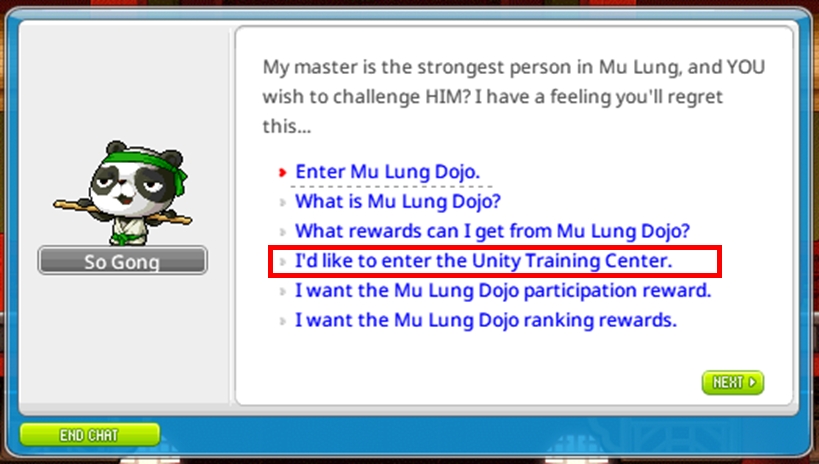 My master is the strongest person in Mu Lung, and YOU
wish to challenge HIM? I have a feeling you'll regret
this...
Enter Mu Lung Dojo.
What is Mu Lung Dojo?
What rewards can I get from Mu Lung Dojo?
I'd like to enter the Unity Training Center.
I want the Mu Lung Dojo participation reward.
I want the Mu Lung Dojo ranking rewards.
So Gong
NEXT
END CHAT